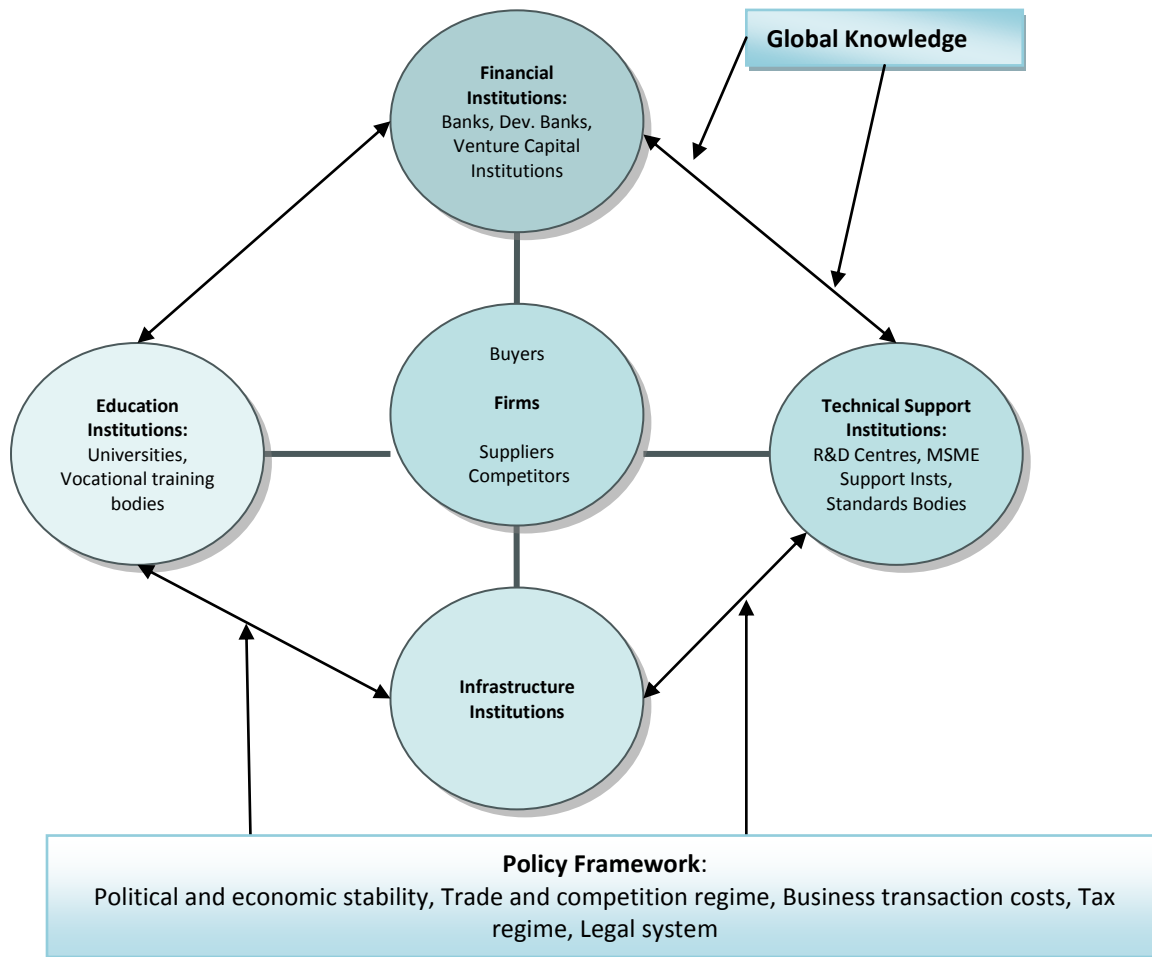 Global Knowledge
Financial
Institutions:
Banks, Dev. Banks,
Venture Capital
Institutions
Buyers
Firms
Suppliers
Competitors
Education
Institutions:
Universities,
Vocational training
bodies
Technical Support
Institutions:
R&D Centres, MSME
Support Insts,
Standards Bodies
Infrastructure
Institutions
Policy Framework:
Political and economic stability, Trade and competition regime, Business transaction costs, Tax
regime, Legal system